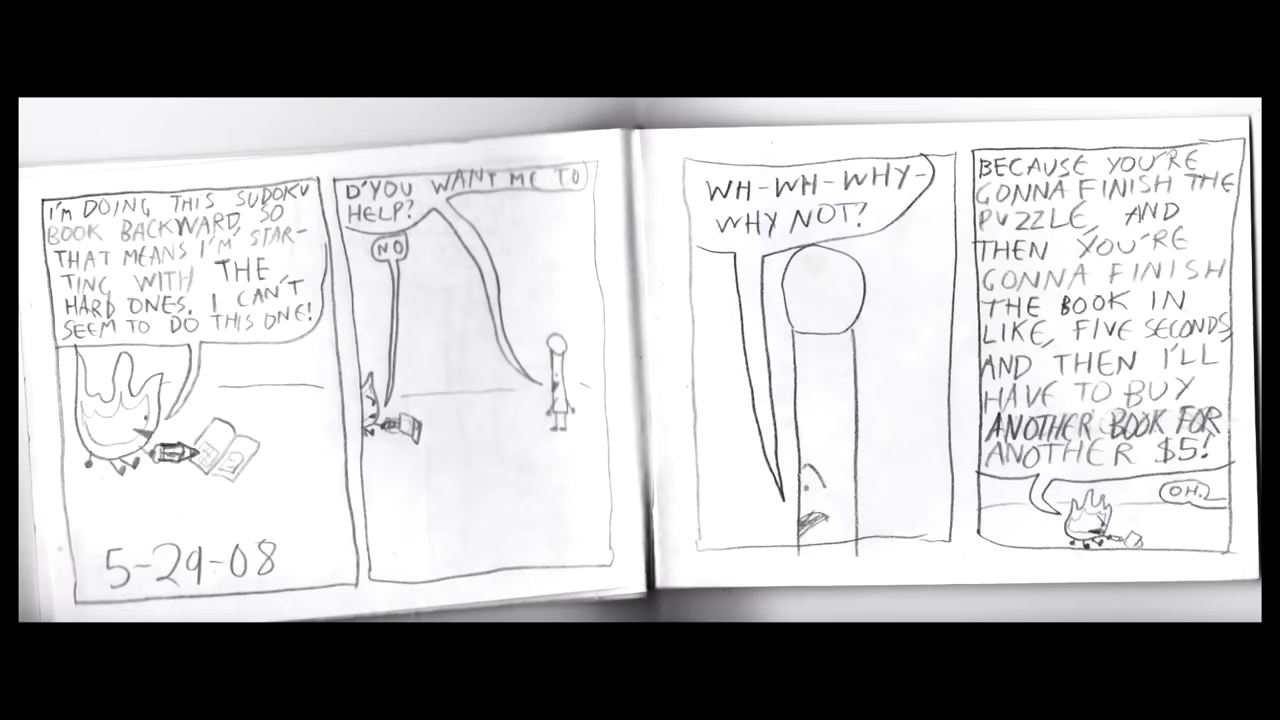 I'M DOING THIS SUDOKU
BOOK BACKWARD, SO
THAT MEANS I'M STAR-
TING WITH THE
HARD ONES. I CAN'T
SEEM TO DO THIS ONE!
5-29-08
D'YOU WANT ME TO
HELP?
NO
WH-WH-WHY-
WHY NOT?
BECAUSE YOU'RE
GONNA FINISH THE
PUZZLE, AND
THEN YOU'RE
GONNA FINISH
THE BOOK IN
LIKE, FIVE SECONDS,
AND THEN I'LL
HAVE TO BUY
ANOTHER BOOK FOR
ANOTHER $5!
OH.